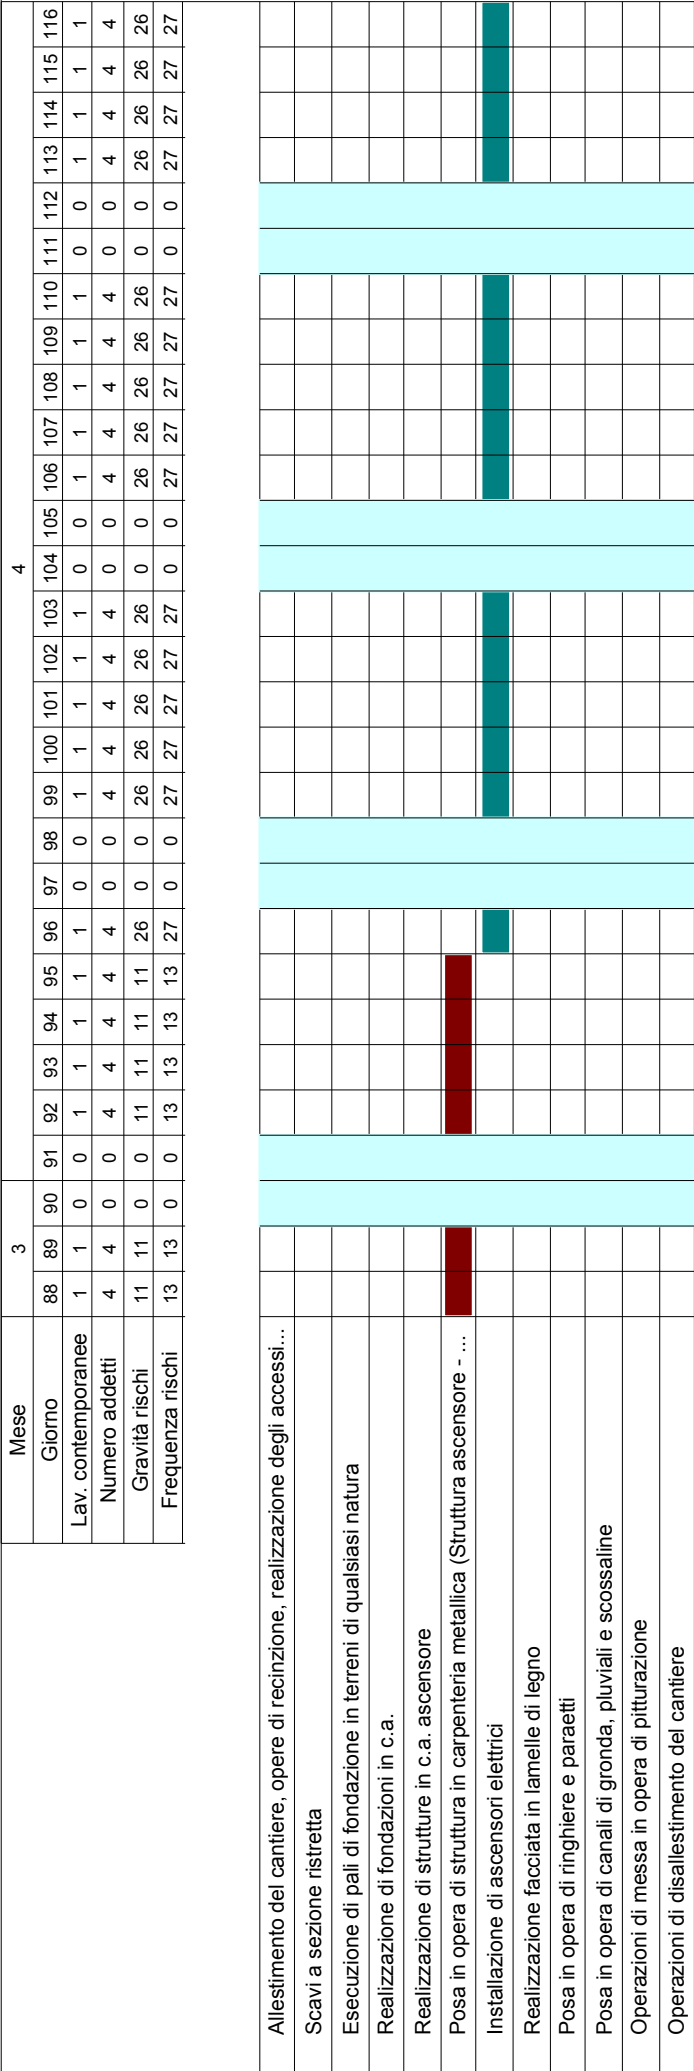 Mese 3 4
Giorno 88 89 90 91 92 93 94 95 96 97 98 99 100 101 102 103 104 105 106 107 108 109 110 111 112 113 114 115 116
Lav. contemporanee 1 1 0 0 1 1 1 1 1 0 0 1 1 1 1 1 0 0 1 1 1 1 1 0 0 1 1 1 1
Numero addetti 4 4 0 0 4 4 4 4 4 0 0 4 4 4 4 4 0 0 4 4 4 4 4 0 0 4 4 4 4
Gravità rischi 11 11 0 0 11 11 11 11 26 0 0 26 26 26 26 26 0 0 26 26 26 26 26 0 0 26 26 26 26
Frequenza rischi 13 13 0 0 13 13 13 13 27 0 0 27 27 27 27 27 0 0 27 27 27 27 27 0 0 27 27 27 27
Allestimento del cantiere, opere di recinzione, realizzazione degli accessi...
Scavi a sezione ristretta
Esecuzione di pali di fondazione in terreni di qualsiasi natura
Realizzazione di fondazioni in c.a.
Realizzazione di strutture in c.a. ascensore
Posa in opera di struttura in carpenteria metallica (Struttura ascensore - ...
Installazione di ascensori elettrici
Realizzazione facciata in lamelle di legno
Posa in opera di ringhiere e paraetti
Posa in opera di canali di gronda, pluviali e scossaline
Operazioni di messa in opera di pitturazione
Operazioni di disallestimento del cantiere